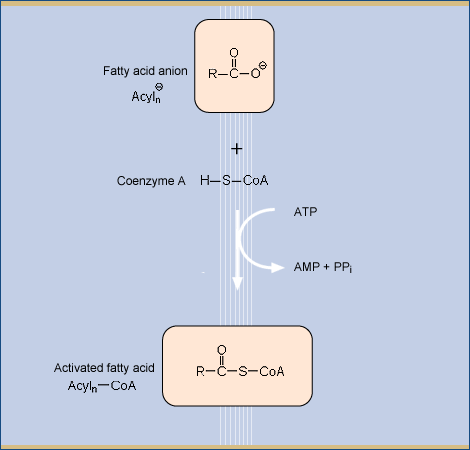 O
R–C–O⊖
Fatty acid anion
Acylₙ⊖
+
Coenzyme A H–S–CoA
ATP
AMP + PPᵢ
O
R–C–S–CoA
Activated fatty acid
Acylₙ–CoA